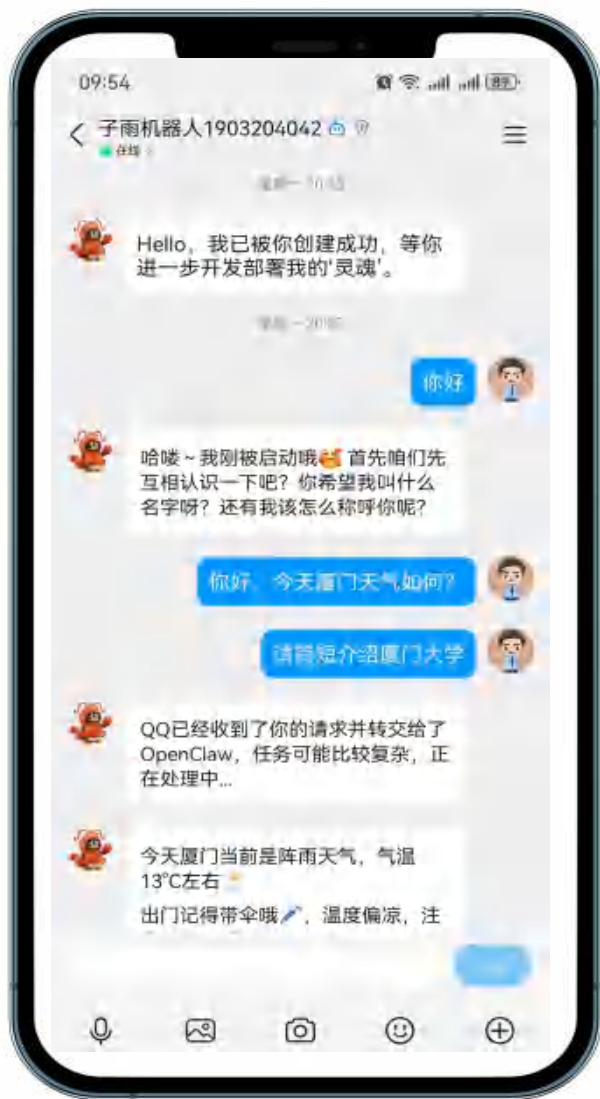 09:54
89
子雨机器人1903204042
在线
Hello，我已被你创建成功，等你
进一步开发部署我的‘灵魂’。
你好
哈喽～我刚被启动哦🥰 首先咱们先
互相认识一下吧？你希望我叫什么
名字呀？还有我该怎么称呼你呢？
你好，今天厦门天气如何？
请简短介绍厦门大学
QQ已经收到了你的请求并转交给了
OpenClaw，任务可能比较复杂，正
在处理中...
今天厦门当前是阵雨天气，气温
13°C左右
出门记得带伞哦，温度偏凉，注